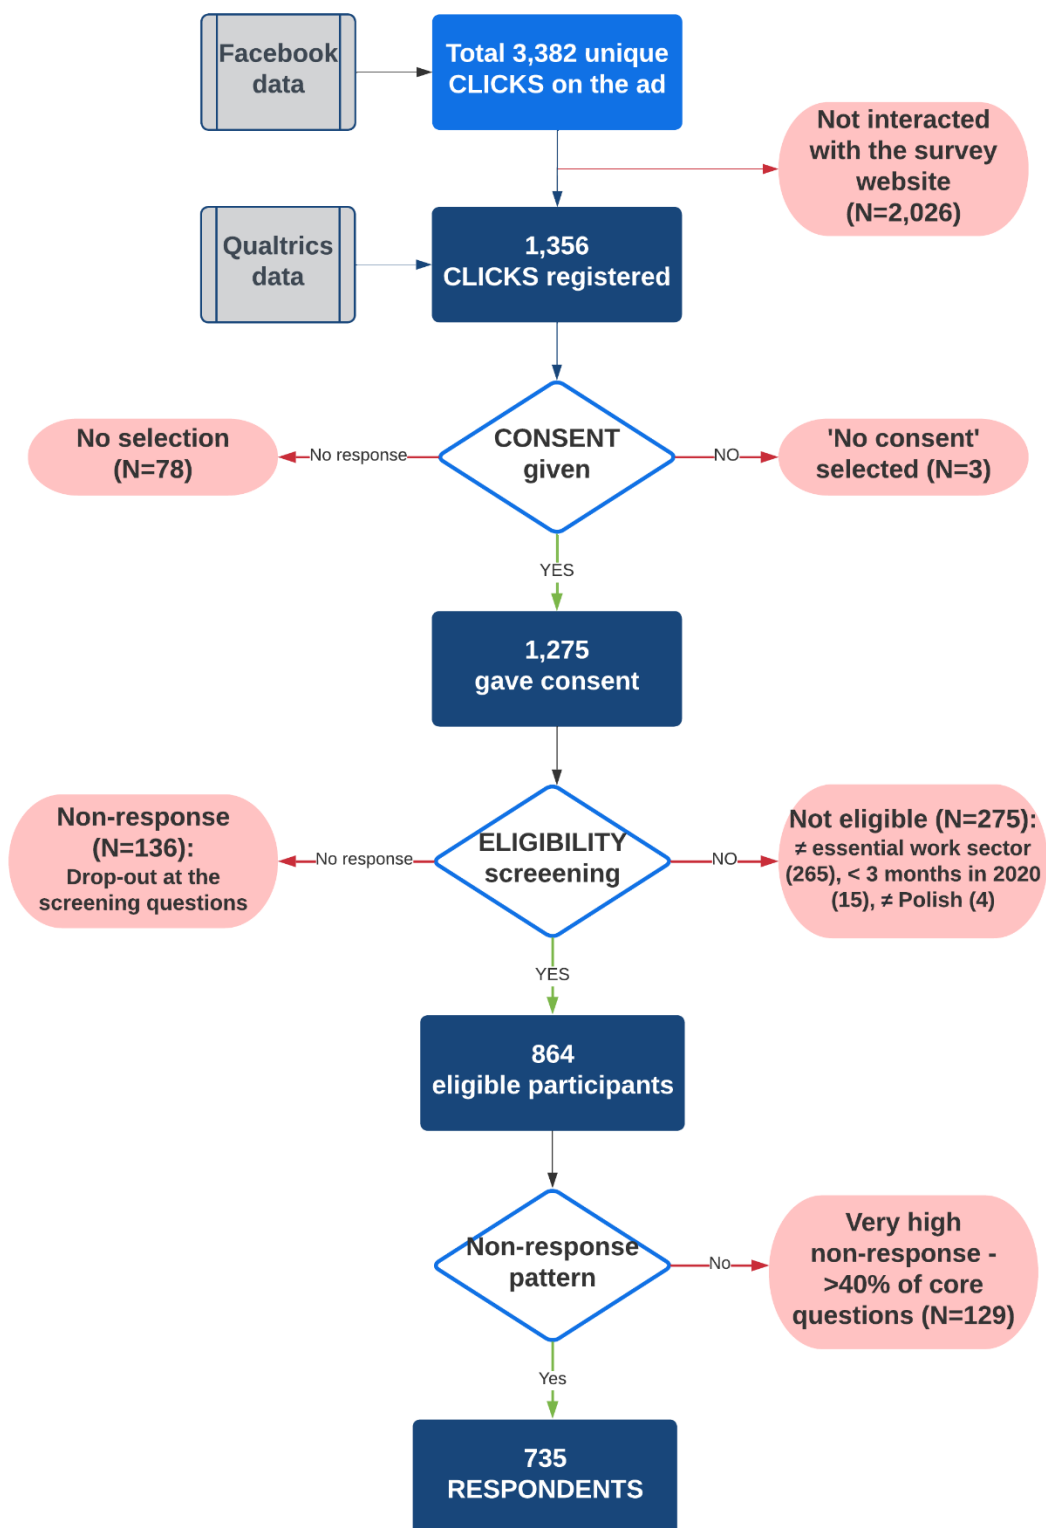 Facebook
data
Total 3,382 unique
CLICKS on the ad
Not interacted
with the survey
website
(N=2,026)
Qualtrics
data
1,356
CLICKS registered
No selection
(N=78)
No response
CONSENT
given
NO
'No consent'
selected (N=3)
YES
1,275
gave consent
Non-response
(N=136):
Drop-out at the
screening questions
No response
ELIGIBILITY
screeening
NO
Not eligible (N=275):
≠ essential work sector
(265), < 3 months in 2020
(15), ≠ Polish (4)
YES
864
eligible participants
Non-response
pattern
No
Very high
non-response -
>40% of core
questions (N=129)
Yes
735
RESPONDENTS